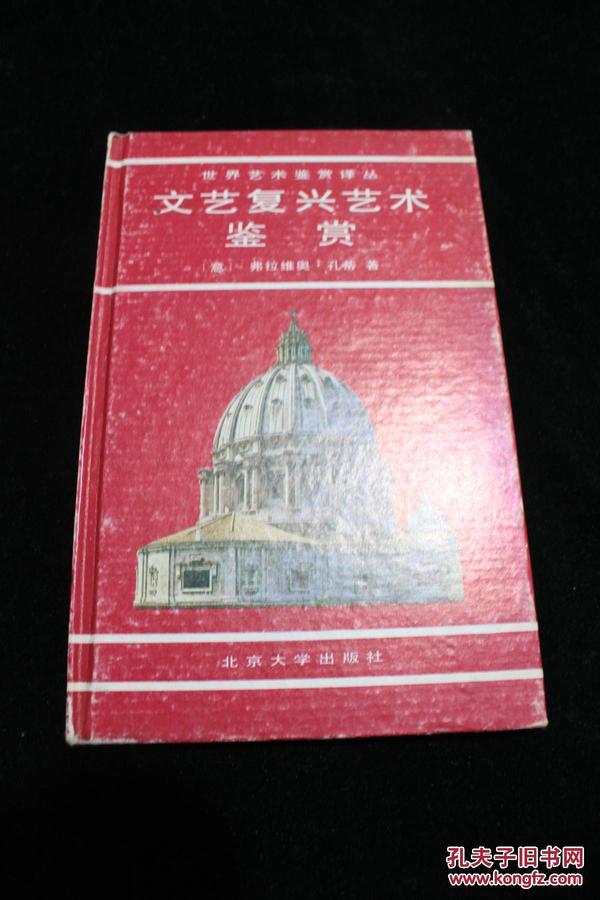 世界艺术鉴赏译丛
文艺复兴艺术
鉴赏
〔意〕 弗拉维奥·孔蒂 著
北京大学出版社
孔夫子旧书网
www.kongfz.com